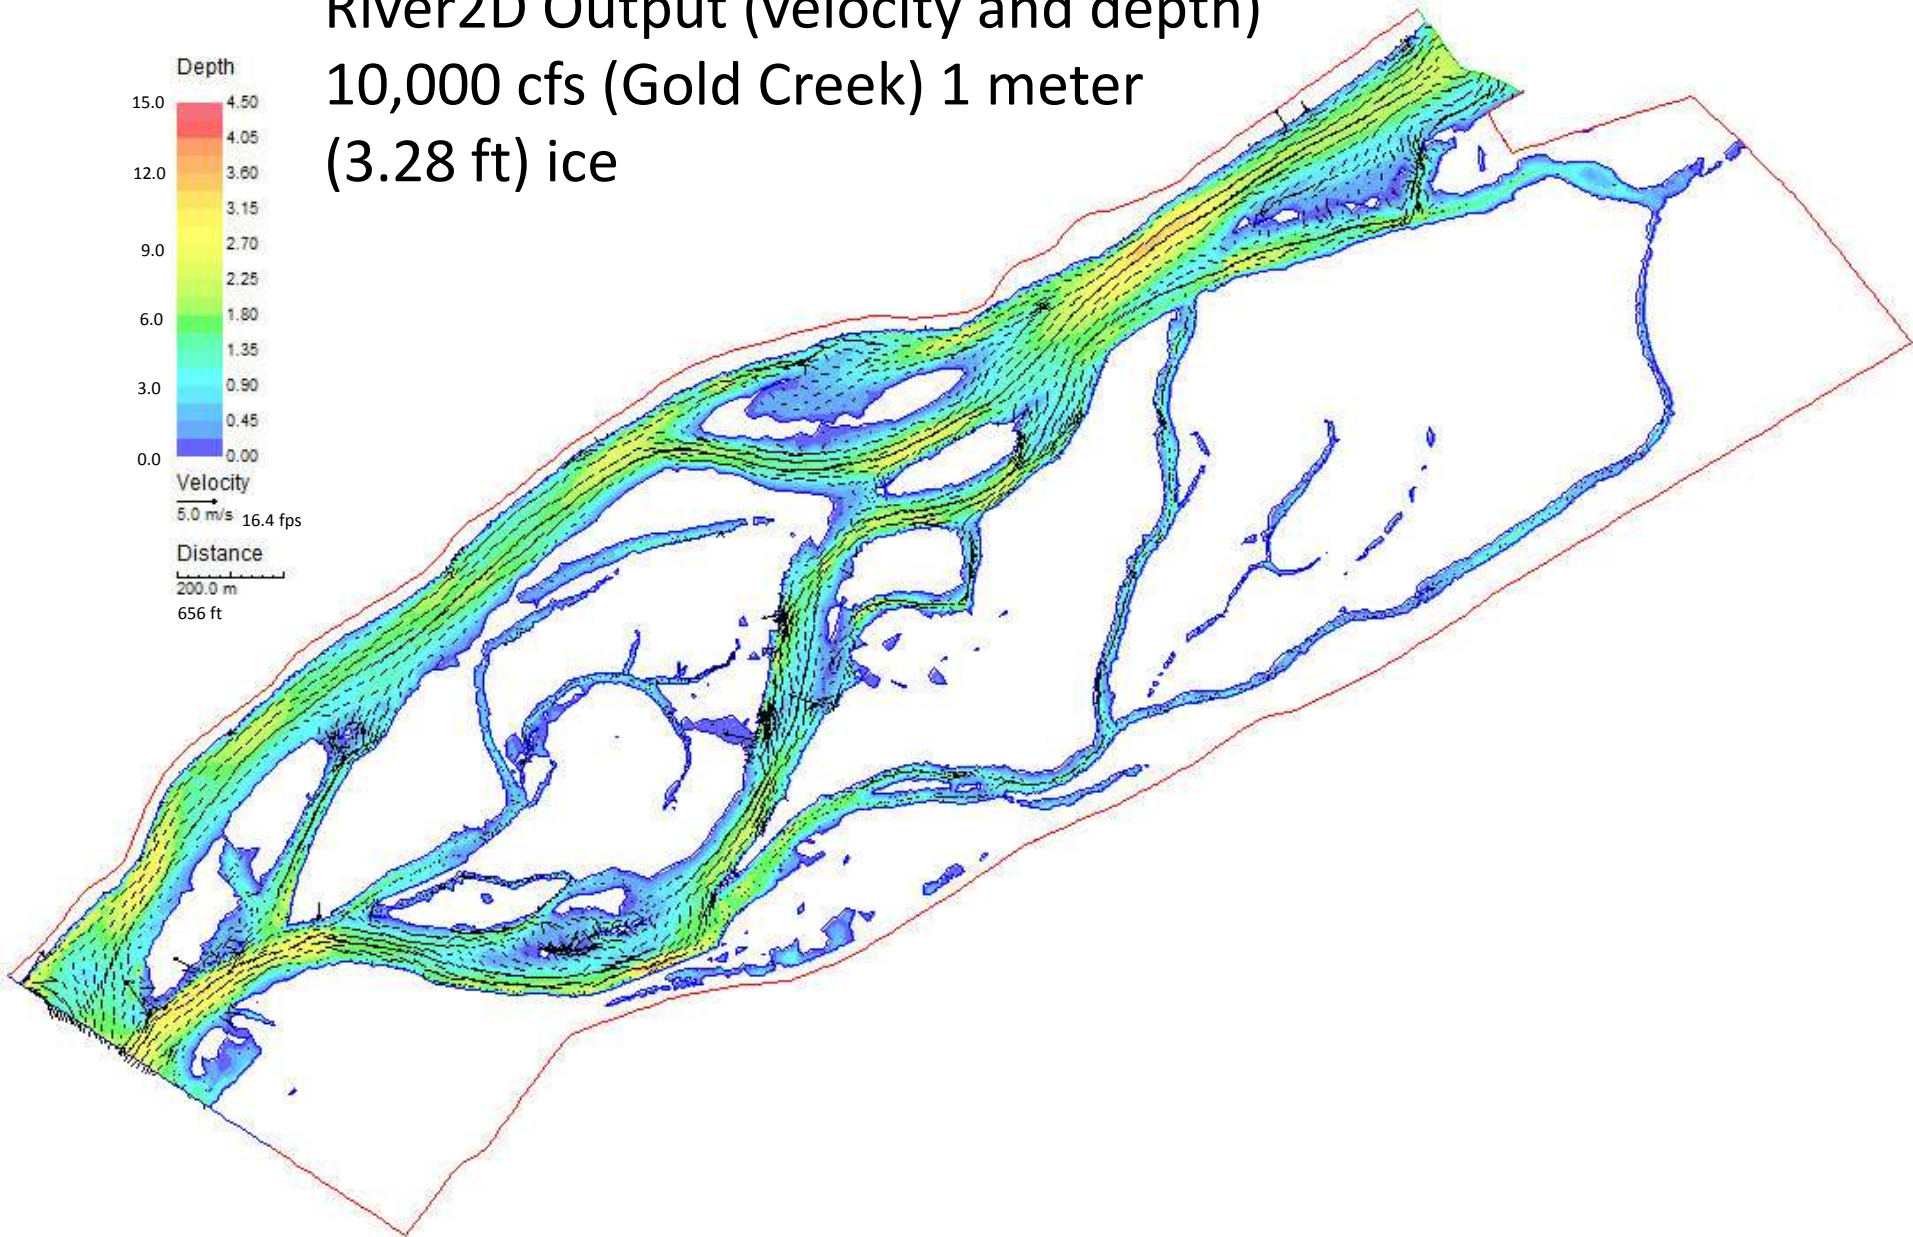 River2D Output (velocity and depth)
10,000 cfs (Gold Creek) 1 meter
(3.28 ft) ice
Depth
15.0 4.50
4.05
12.0 3.60
3.15
9.0 2.70
2.25
6.0 1.80
1.35
3.0 0.90
0.45
0.0 0.00
Velocity
5.0 m/s 16.4 fps
Distance
200.0 m
656 ft